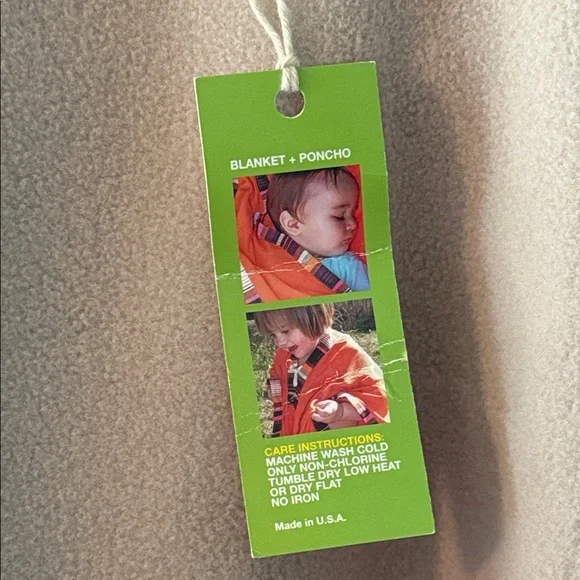 BLANKET + PONCHO
CARE INSTRUCTIONS:
MACHINE WASH COLD
ONLY NON-CHLORINE
TUMBLE DRY LOW HEAT
OR DRY FLAT
NO IRON
Made in U.S.A.